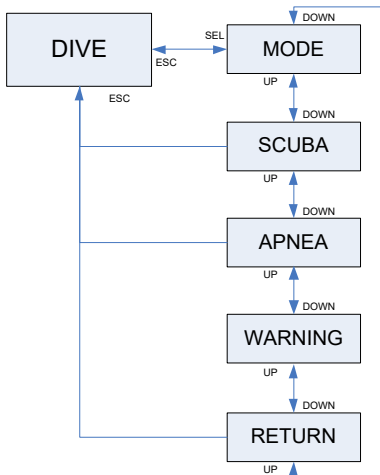 DOWN
DIVE
SEL
MODE
ESC
UP
ESC
DOWN
SCUBA
UP
DOWN
APNEA
UP
DOWN
WARNING
UP
DOWN
RETURN
UP